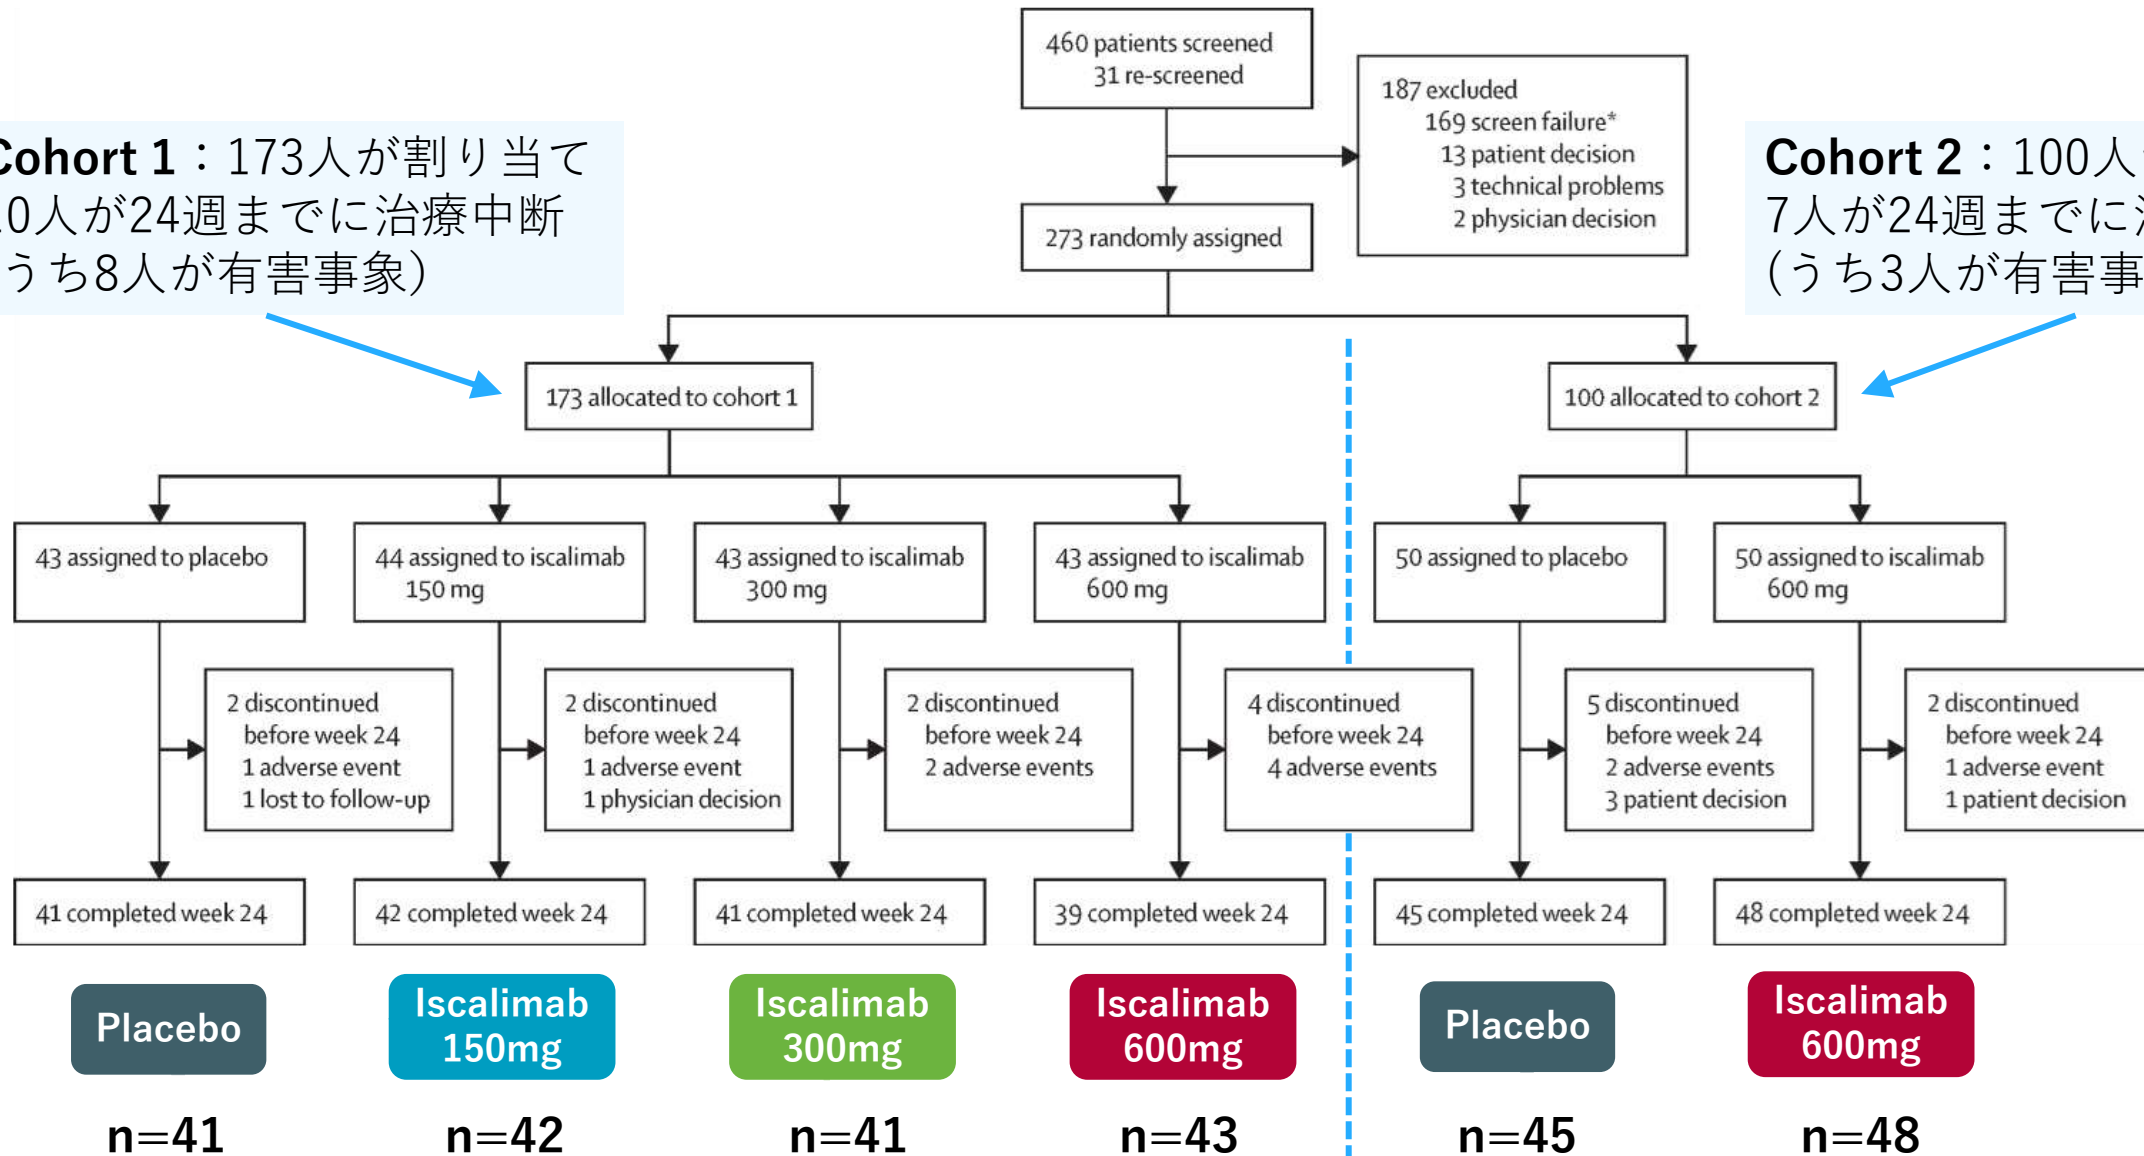 460 patients screened
31 re-screened
187 excluded
169 screen failure*
13 patient decision
3 technical problems
2 physician decision
Cohort 1：173人が割り当て
0人が24週までに治療中断
うち8人が有害事象）
Cohort 2：100人
7人が24週までに
(うち3人が有害事
273 randomly assigned
173 allocated to cohort 1
100 allocated to cohort 2
43 assigned to placebo
44 assigned to iscalimab
150 mg
43 assigned to iscalimab
300 mg
43 assigned to iscalimab
600 mg
50 assigned to placebo
50 assigned to iscalimab
600 mg
2 discontinued
before week 24
1 adverse event
1 lost to follow-up
2 discontinued
before week 24
1 adverse event
1 physician decision
2 discontinued
before week 24
2 adverse events
4 discontinued
before week 24
4 adverse events
5 discontinued
before week 24
2 adverse events
3 patient decision
2 discontinued
before week 24
1 adverse event
1 patient decision
41 completed week 24
42 completed week 24
41 completed week 24
39 completed week 24
45 completed week 24
48 completed week 24
Placebo
Iscalimab
150mg
Iscalimab
300mg
Iscalimab
600mg
Placebo
Iscalimab
600mg
n=41
n=42
n=41
n=43
n=45
n=48